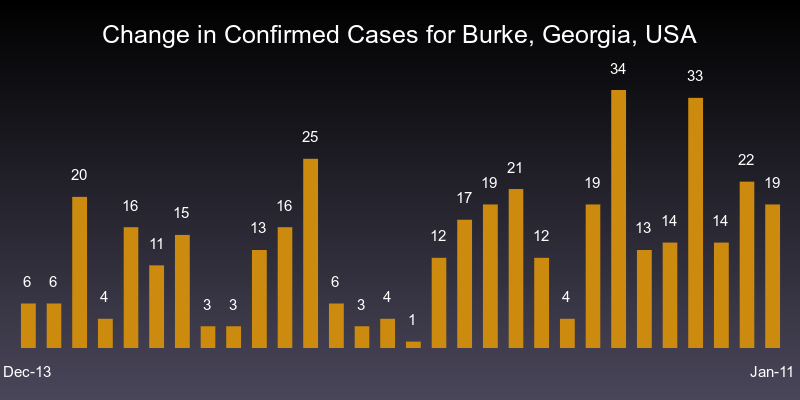 Change in Confirmed Cases for Burke, Georgia, USA
6 6 20 4 16 11 15 3 3 13 16 25 6 3 4 1 12 17 19 21 12 4 19 34 13 14 33 14 22 19
Dec-13 Jan-11